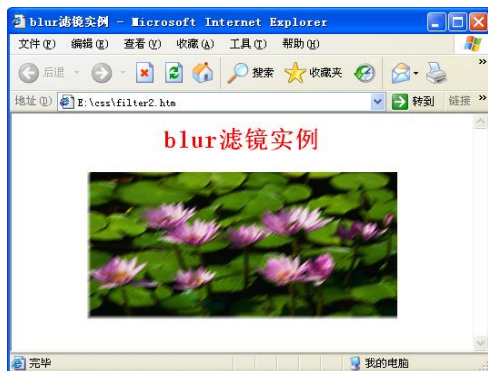 blur滤镜实例 - Microsoft Internet Explorer
文件(F) 编辑(E) 查看(V) 收藏(A) 工具(T) 帮助(H)
后退 搜索 收藏夹 »
地址(D) E:\css\filter2.htm 转到 链接 »
blur滤镜实例
完毕 我的电脑